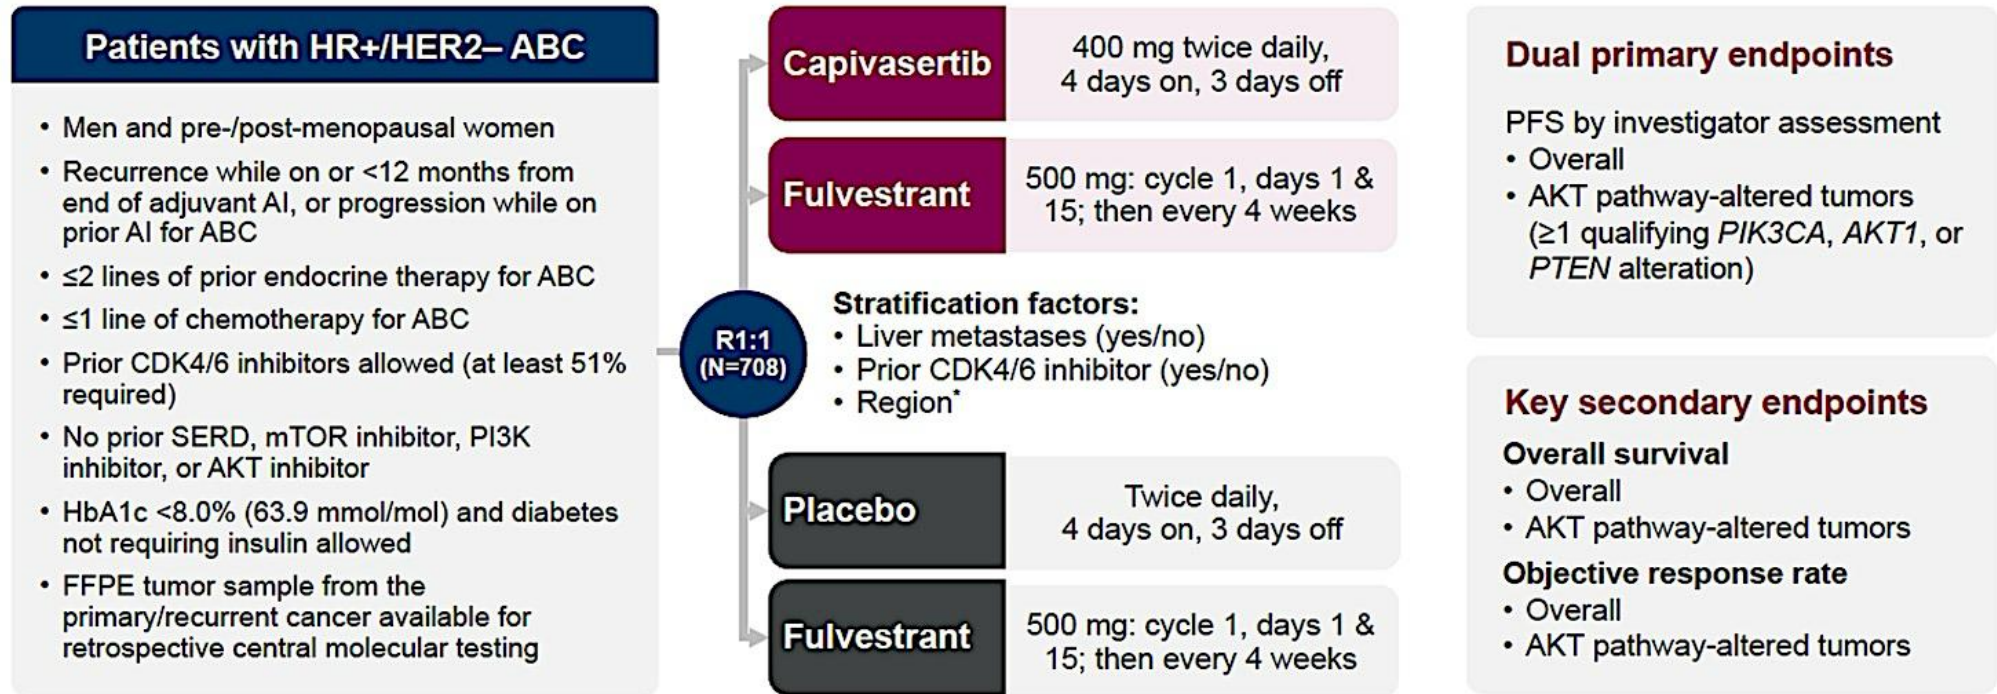 Patients with HR+/HER2– ABC
• Men and pre-/post-menopausal women
• Recurrence while on or <12 months from
end of adjuvant AI, or progression while on
prior AI for ABC
• ≤2 lines of prior endocrine therapy for ABC
• ≤1 line of chemotherapy for ABC
• Prior CDK4/6 inhibitors allowed (at least 51%
required)
• No prior SERD, mTOR inhibitor, PI3K
inhibitor, or AKT inhibitor
• HbA1c <8.0% (63.9 mmol/mol) and diabetes
not requiring insulin allowed
• FFPE tumor sample from the
primary/recurrent cancer available for
retrospective central molecular testing
R1:1
(N=708)
Capivasertib
400 mg twice daily,
4 days on, 3 days off
Fulvestrant
500 mg: cycle 1, days 1 &
15; then every 4 weeks
Stratification factors:
• Liver metastases (yes/no)
• Prior CDK4/6 inhibitor (yes/no)
• Region*
Placebo
Twice daily,
4 days on, 3 days off
Fulvestrant
500 mg: cycle 1, days 1 &
15; then every 4 weeks
Dual primary endpoints
PFS by investigator assessment
• Overall
• AKT pathway-altered tumors
(≥1 qualifying PIK3CA, AKT1, or
PTEN alteration)
Key secondary endpoints
Overall survival
• Overall
• AKT pathway-altered tumors
Objective response rate
• Overall
• AKT pathway-altered tumors